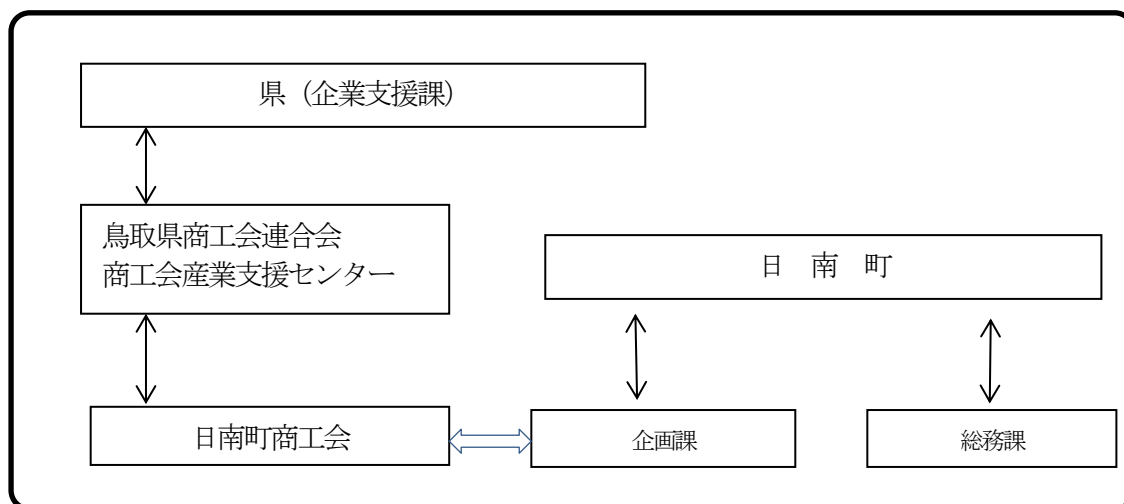 県（企業支援課）
鳥取県商工会連合会
商工会産業支援センター
日　南　町
日南町商工会
企画課
総務課